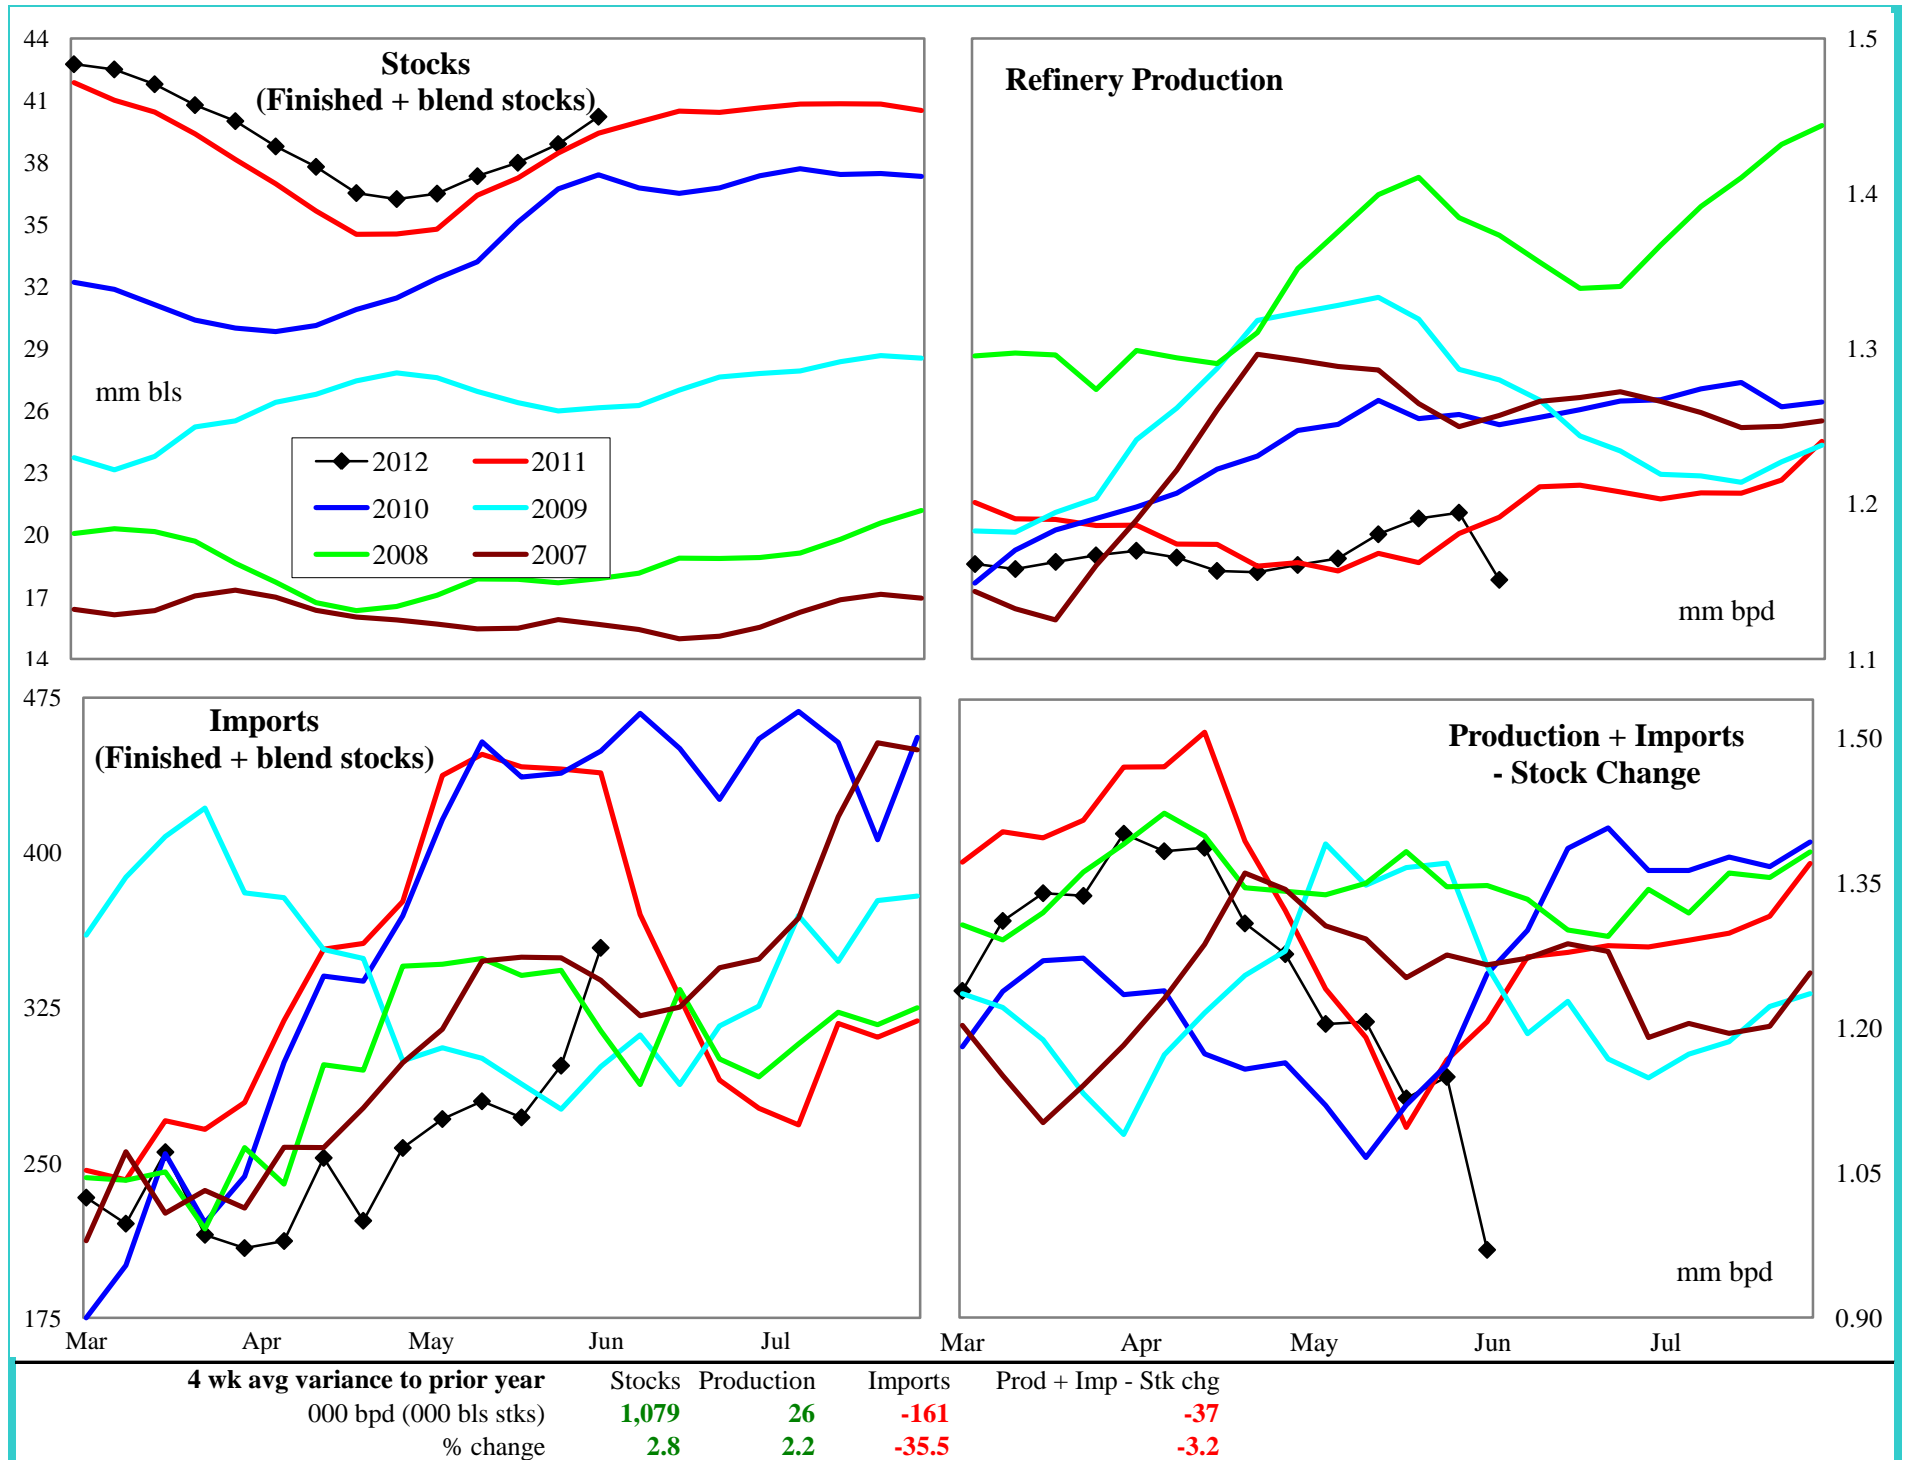 44
41
38
35
32
29
26
23
20
17
14
Stocks
(Finished + blend stocks)
mm bls
2012
2011
2010
2009
2008
2007
Refinery Production
mm bpd
1.5
1.4
1.3
1.2
1.1
475
400
325
250
175
Imports
(Finished + blend stocks)
Mar Apr May Jun Jul
Production + Imports
- Stock Change
mm bpd
1.50
1.35
1.20
1.05
0.90
Mar Apr May Jun Jul
4 wk avg variance to prior year Stocks Production Imports Prod + Imp - Stk chg
000 bpd (000 bls stks) 1,079 26 -161 -37
% change 2.8 2.2 -35.5 -3.2